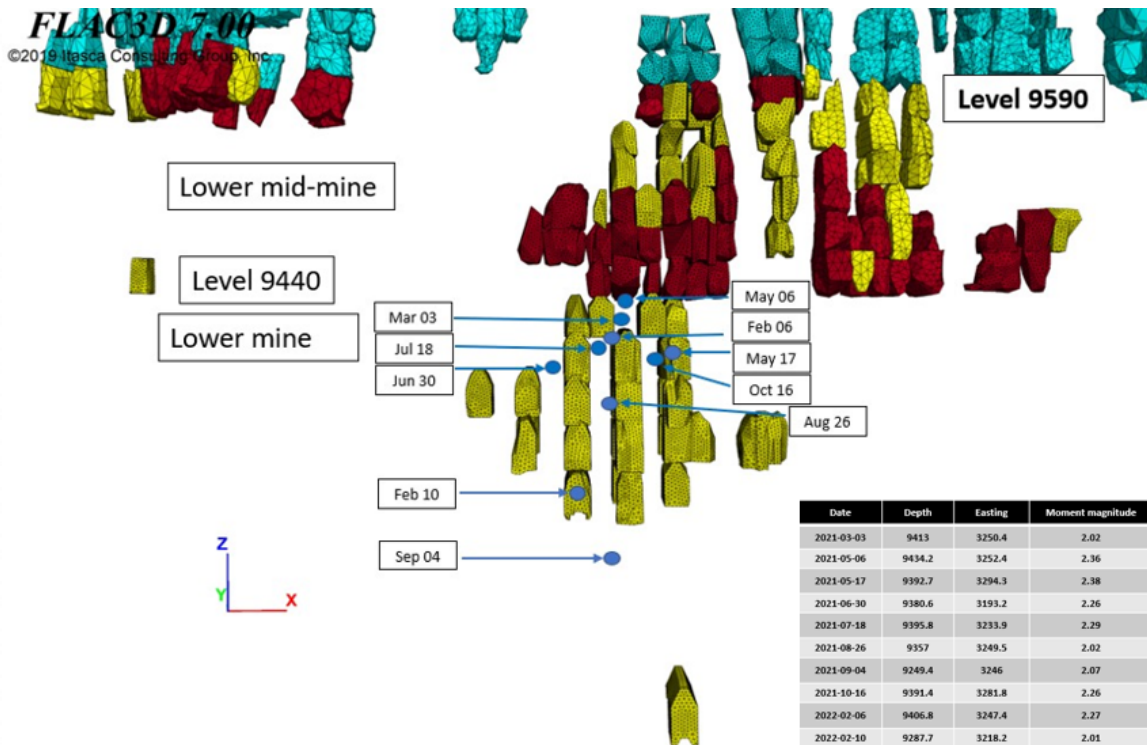 FLAC3D 7.00
©2019 Itasca Consulting Group, Inc.
Level 9590
Lower mid-mine
Level 9440
Lower mine
Mar 03
Jul 18
Jun 30
Feb 10
Sep 04
May 06
Feb 06
May 17
Oct 16
Aug 26
Z
Y
X
Date Depth Easting Moment magnitude
2021-03-03 9413 3250.4 2.02
2021-05-06 9434.2 3252.4 2.36
2021-05-17 9392.7 3294.3 2.38
2021-06-30 9380.6 3193.2 2.26
2021-07-18 9395.8 3233.9 2.29
2021-08-26 9357 3249.5 2.02
2021-09-04 9249.4 3246 2.07
2021-10-16 9391.4 3281.8 2.26
2022-02-06 9406.8 3247.4 2.27
2022-02-10 9287.7 3218.2 2.01